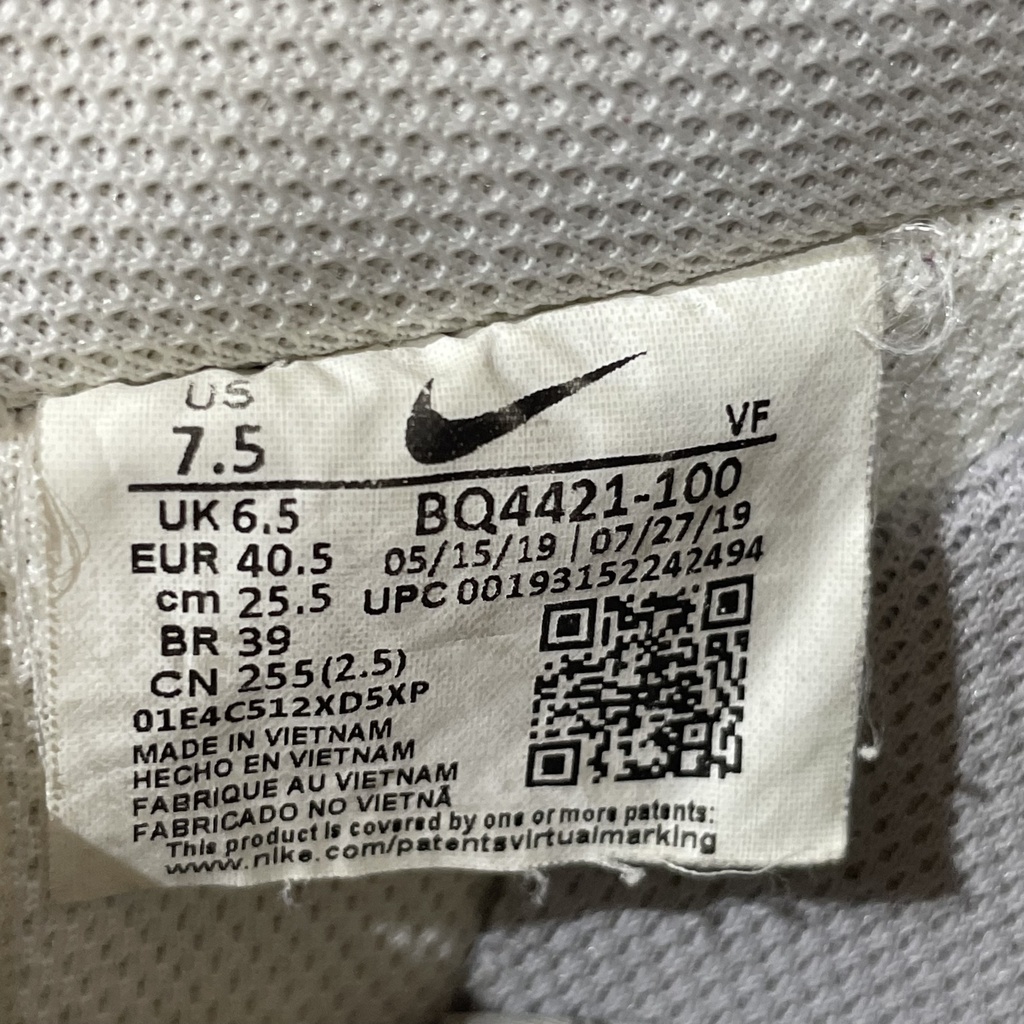 US
7.5
VF
UK 6.5
BQ4421-100
EUR 40.5
05/15/19 | 07/27/19
cm 25.5
UPC 00193152242494
BR 39
CN 255(2.5)
01E4C512XD5XP
MADE IN VIETNAM
HECHO EN VIETNAM
FABRIQUE AU VIETNAM
FABRICADO NO VIETNÃ
This product is covered by one or more patents:
www.nike.com/patentsvirtualmarking